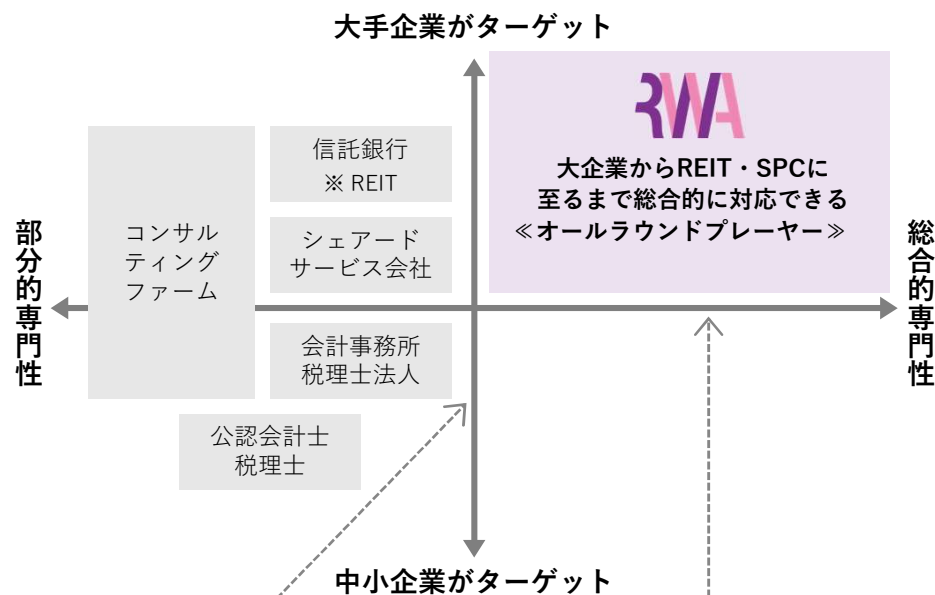 大手企業がターゲット
RWA
大企業からREIT・SPCに
至るまで総合的に対応できる
≪オールラウンドプレーヤー≫
信託銀行
※ REIT
シェアード
サービス会社
コンサル
ティング
ファーム
部分的専門性
総合的専門性
会計事務所
税理士法人
公認会計士
税理士
中小企業がターゲット